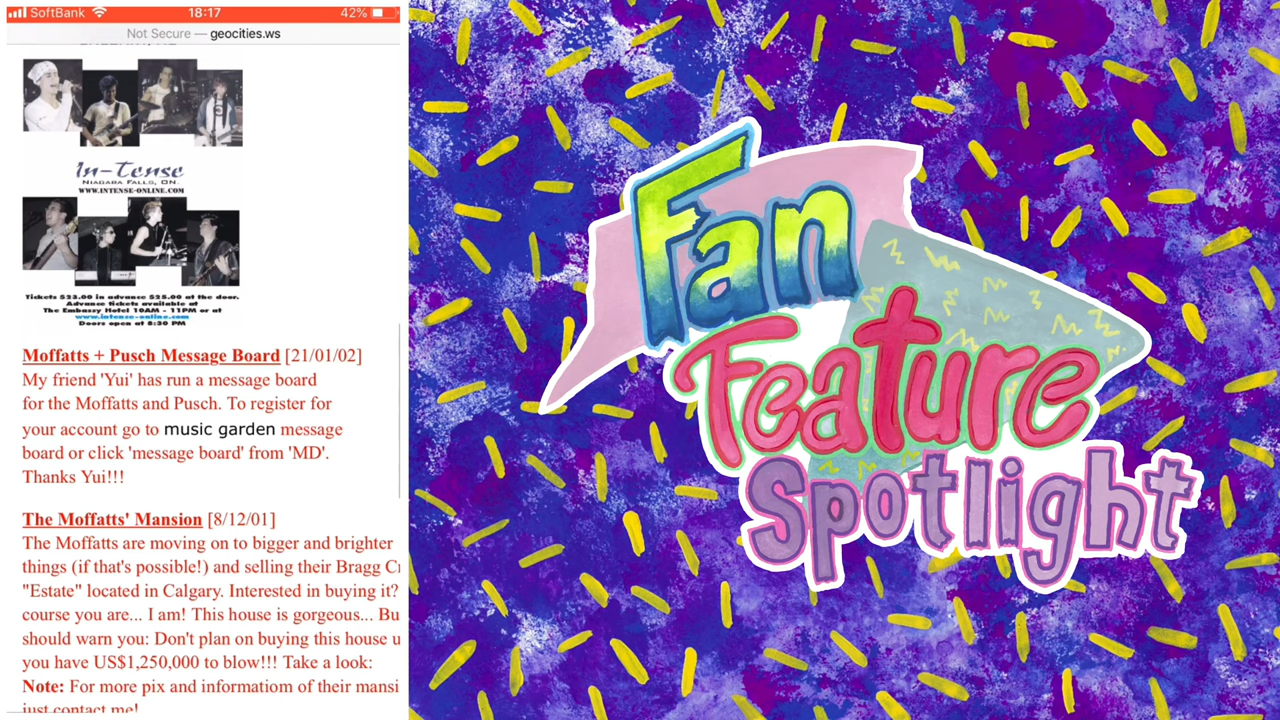 SoftBank 18:17 42%
Not Secure — geocities.ws
In-Tense
NIAGARA FALLS, ON.
WWW.INTENSE-ONLINE.COM
Tickets $23.00 in advance $25.00 at the door.
Advance tickets available at
The Embassy Hotel 10AM - 11PM or at
www.intense-online.com
Doors open at 8:30 PM
Moffatts + Pusch Message Board [21/01/02]
My friend 'Yui' has run a message board
for the Moffatts and Pusch. To register for
your account go to music garden message
board or click 'message board' from 'MD'.
Thanks Yui!!!
The Moffatts' Mansion [8/12/01]
The Moffatts are moving on to bigger and brighter
things (if that's possible!) and selling their Bragg Cr
"Estate" located in Calgary. Interested in buying it?
course you are... I am! This house is gorgeous... Bu
should warn you: Don't plan on buying this house u
you have US$1,250,000 to blow!!! Take a look:
Note: For more pix and informatiom of their mansi
just contact me!
Fan
Feature
Spotlight